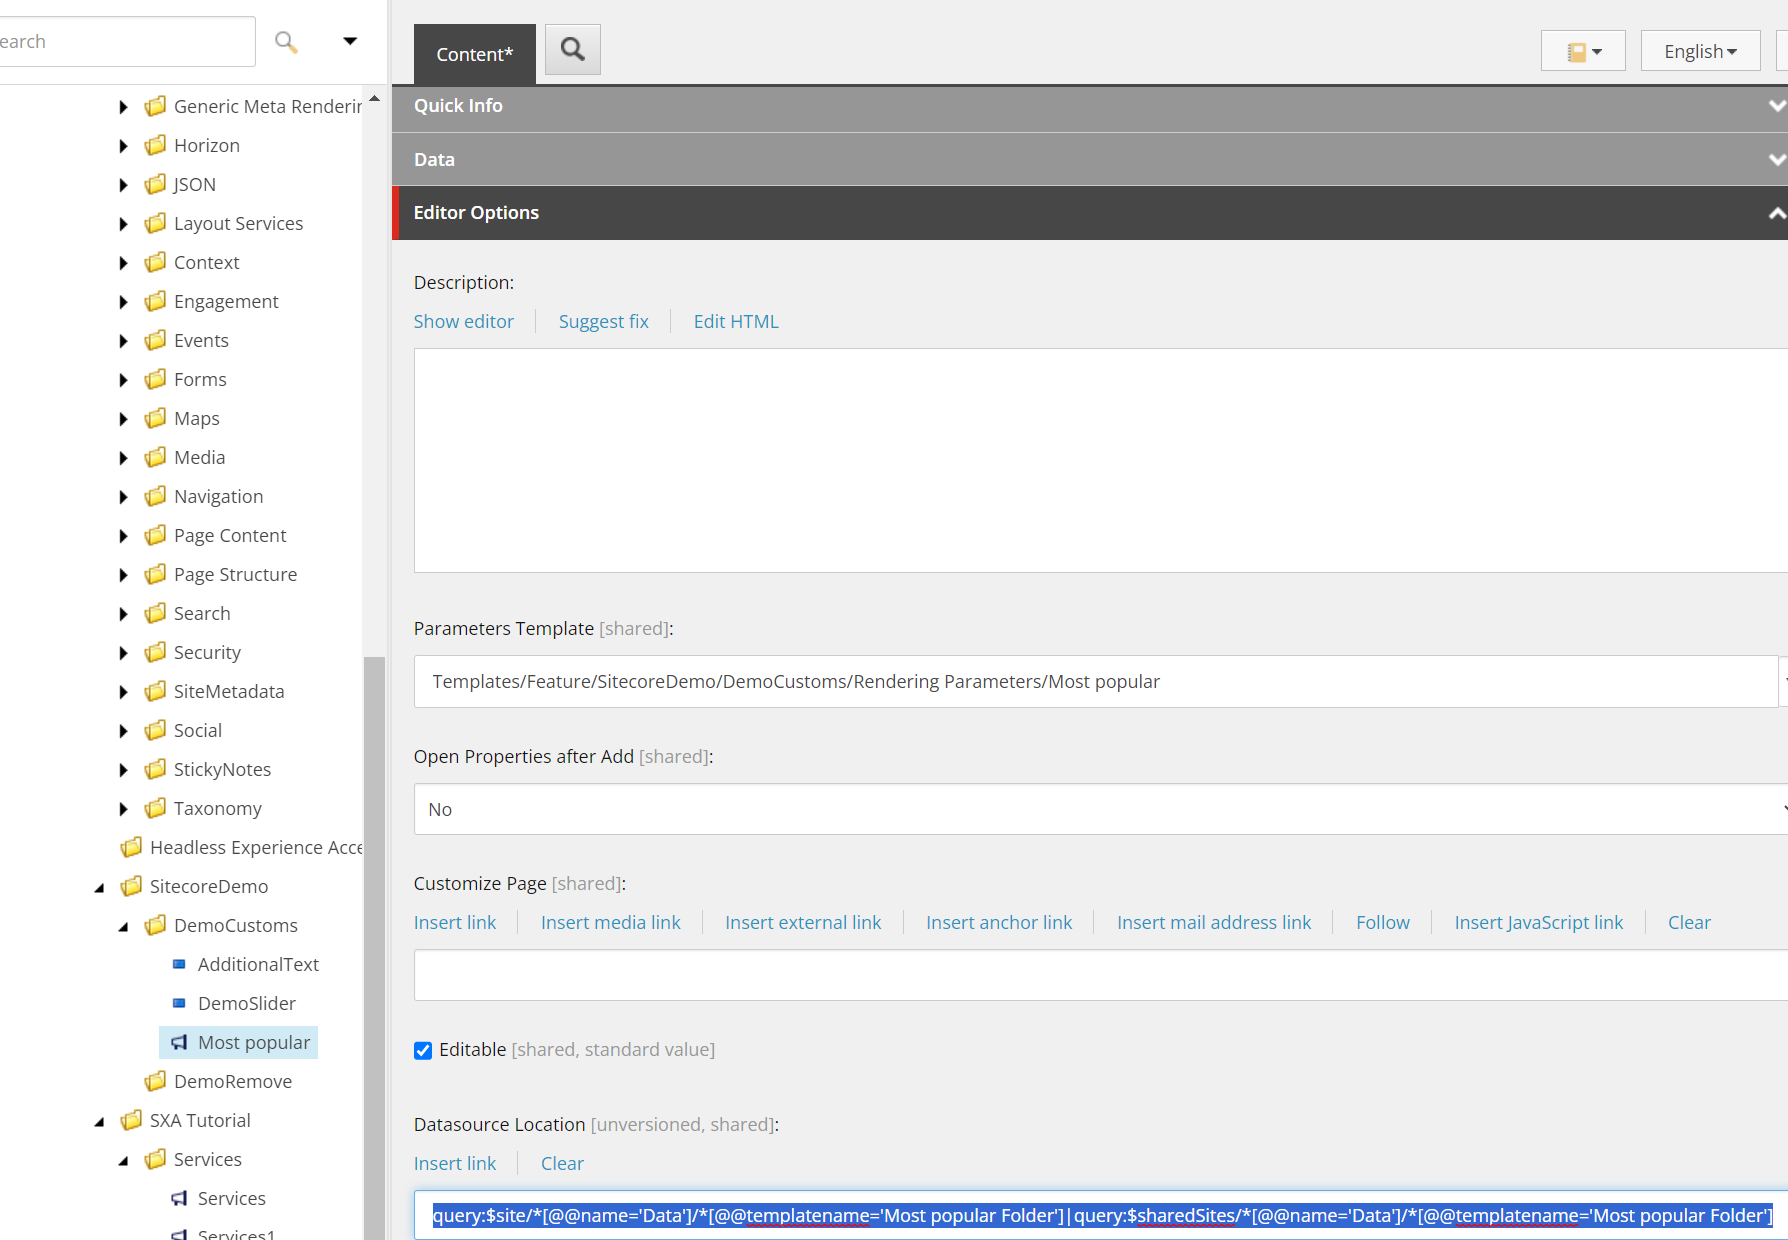 earch
Generic Meta Renderir
Horizon
JSON
Layout Services
Context
Engagement
Events
Forms
Maps
Media
Navigation
Page Content
Page Structure
Search
Security
SiteMetadata
Social
StickyNotes
Taxonomy
Headless Experience Acce
SitecoreDemo
DemoCustoms
AdditionalText
DemoSlider
Most popular
DemoRemove
SXA Tutorial
Services
Services
Services1
Content*
English
Quick Info
Data
Editor Options
Description:
Show editor Suggest fix Edit HTML
Parameters Template [shared]:
Templates/Feature/SitecoreDemo/DemoCustoms/Rendering Parameters/Most popular
Open Properties after Add [shared]:
No
Customize Page [shared]:
Insert link Insert media link Insert external link Insert anchor link Insert mail address link Follow Insert JavaScript link Clear
Editable [shared, standard value]
Datasource Location [unversioned, shared]:
Insert link Clear
query:$site/*[@@name='Data']/*[@@templatename='Most popular Folder']|query:$sharedSites/*[@@name='Data']/*[@@templatename='Most popular Folder']